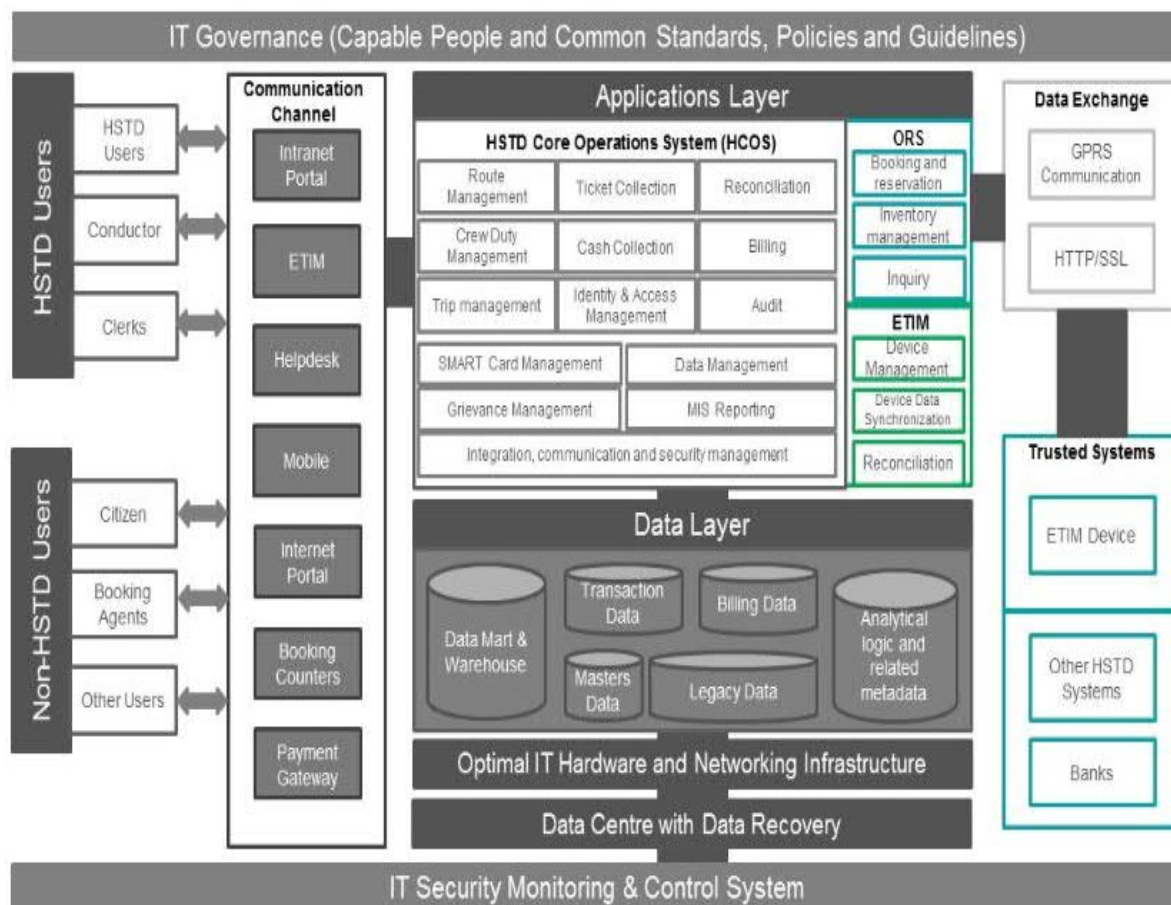 IT Governance (Capable People and Common Standards, Policies and Guidelines)
HSTD Users
HSTD
Users
Conductor
Clerks
Non-HSTD Users
Citizen
Booking
Agents
Other Users
Communication
Channel
Intranet
Portal
ETIM
Helpdesk
Mobile
Internet
Portal
Booking
Counters
Payment
Gateway
Applications Layer
HSTD Core Operations System (HCOS)
Route
Management
Ticket Collection
Reconciliation
Crew Duty
Management
Cash Collection
Billing
Trip management
Identity & Access
Management
Audit
SMART Card Management
Data Management
Grievance Management
MIS Reporting
Integration, communication and security management
ORS
Booking and
reservation
Inventory
management
Inquiry
ETIM
Device
Management
Device Data
Synchronization
Reconciliation
Data Layer
Data Mart &
Warehouse
Transaction
Data
Billing Data
Masters
Data
Legacy Data
Analytical
logic and
related
metadata
Optimal IT Hardware and Networking Infrastructure
Data Centre with Data Recovery
Data Exchange
GPRS
Communication
HTTP/SSL
Trusted Systems
ETIM Device
Other HSTD
Systems
Banks
IT Security Monitoring & Control System